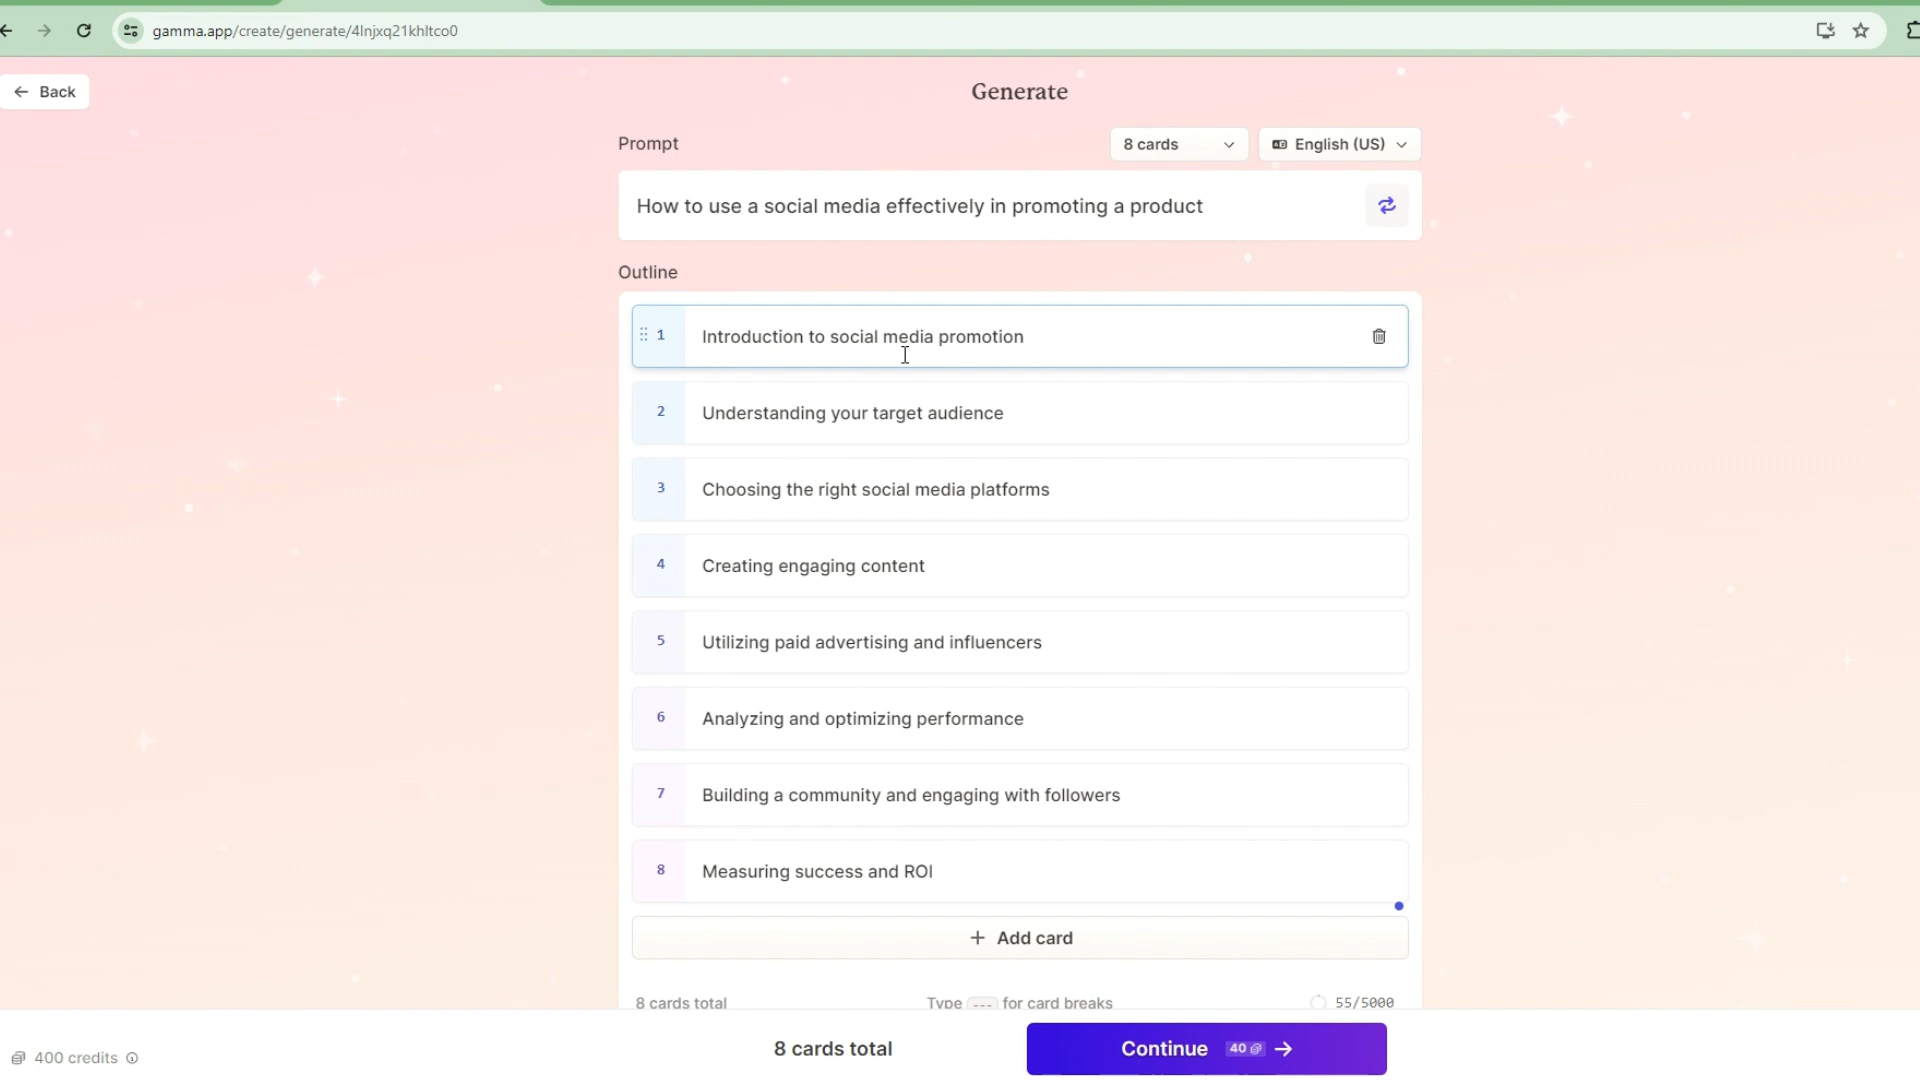 gamma.app/create/generate/4lnjxq21khltco0
Back
Generate
Prompt
8 cards
English (US)
How to use a social media effectively in promoting a product
Outline
1 Introduction to social media promotion
2 Understanding your target audience
3 Choosing the right social media platforms
4 Creating engaging content
5 Utilizing paid advertising and influencers
6 Analyzing and optimizing performance
7 Building a community and engaging with followers
8 Measuring success and ROI
+ Add card
8 cards total
Type --- for card breaks
55/5000
400 credits
8 cards total
Continue 40